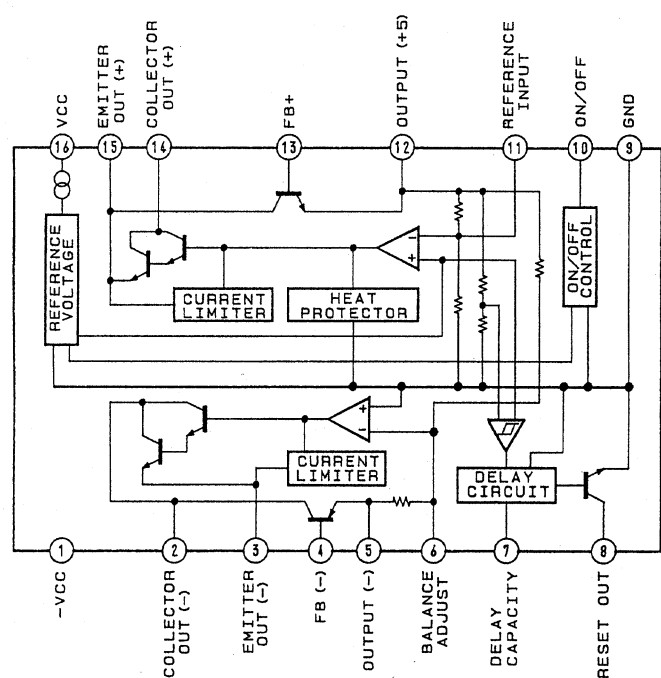 VCC
EMITTER
OUT (+)
COLLECTOR
OUT (+)
FB+
OUTPUT (+5)
REFERENCE
INPUT
ON/OFF
GND
16
15
14
13
12
11
10
9
REFERENCE
VOLTAGE
CURRENT
LIMITER
HEAT
PROTECTOR
-
+
ON/OFF
CONTROL
+
-
CURRENT
LIMITER
DELAY
CIRCUIT
1
2
3
4
5
6
7
8
-VCC
COLLECTOR
OUT (-)
EMITTER
OUT (-)
FB (-)
OUTPUT (-)
BALANCE
ADJUST
DELAY
CAPACITY
RESET OUT